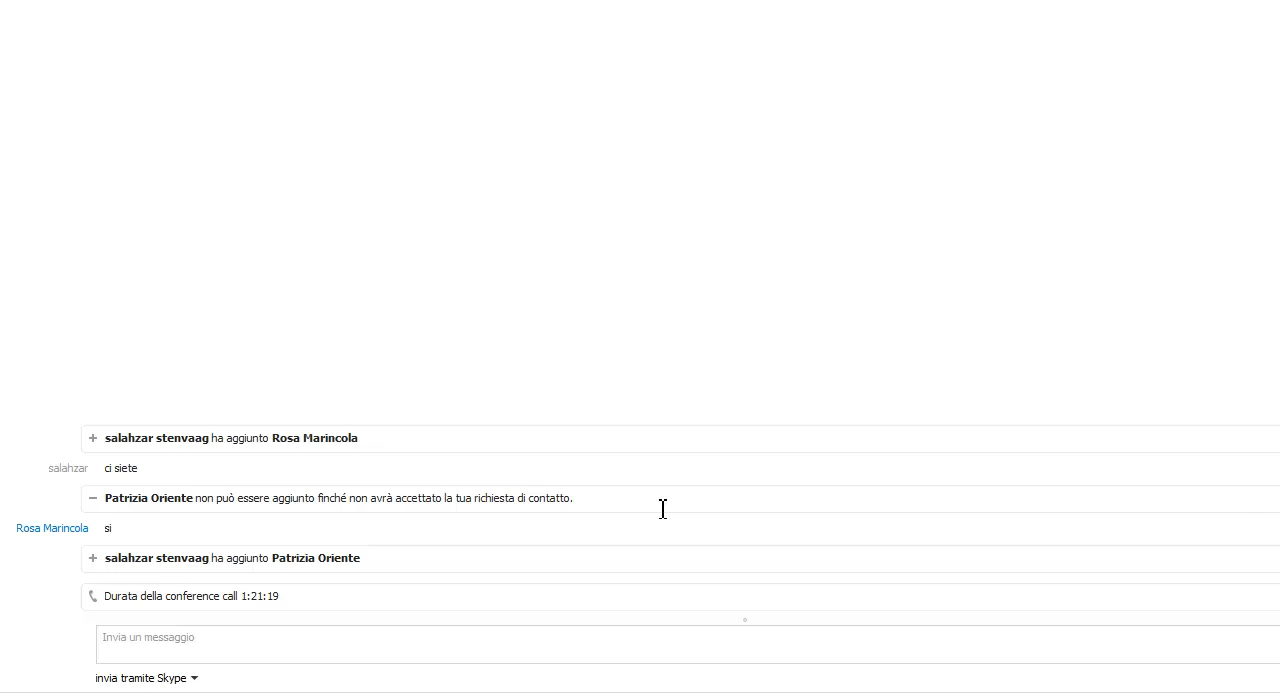 salahzar stenvaag ha aggiunto Rosa Marincola
salahzar ci siete
Patrizia Oriente non può essere aggiunto finché non avrà accettato la tua richiesta di contatto.
Rosa Marincola si
salahzar stenvaag ha aggiunto Patrizia Oriente
Durata della conference call 1:21:19
Invia un messaggio
invia tramite Skype